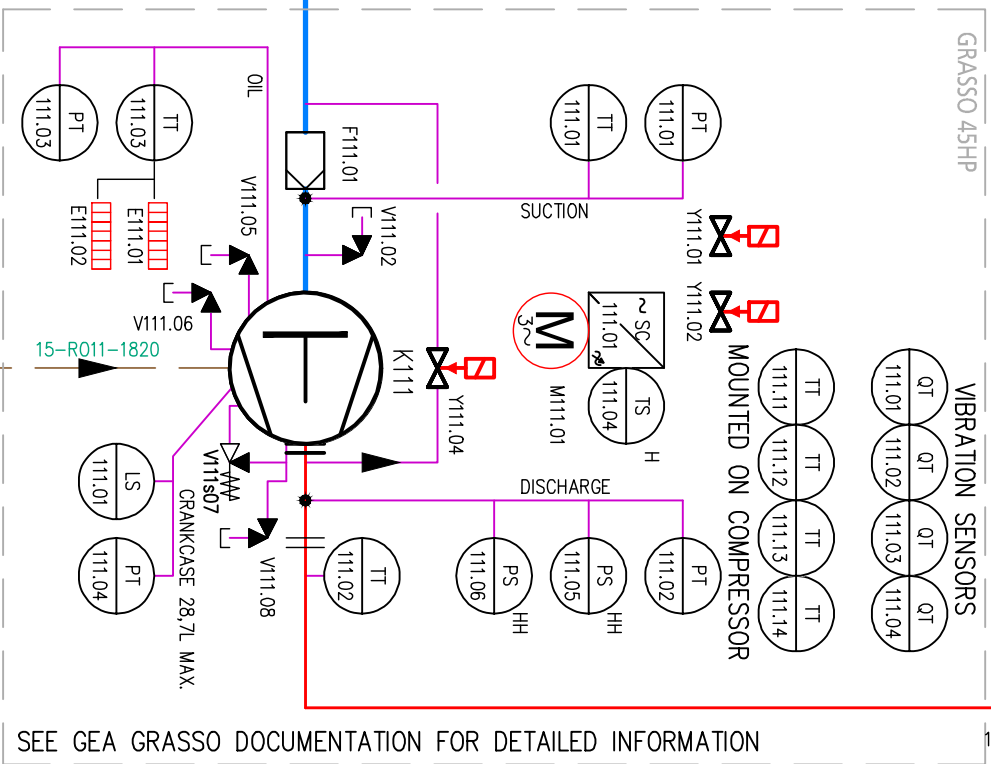 GRASSO 45HP
OIL
PT
111.03
TT
111.03
F111.01
TT
111.01
PT
111.01
SUCTION
E111.02
E111.01
V111.05
V111.02
V111.06
Y111.01
Y111.02
15-R011-1820
K111
Y111.04
M
3~
M111.01
~ SC
111.01
TS
111.04
H
MOUNTED ON COMPRESSOR
TT
111.11
TT
111.12
TT
111.13
TT
111.14
VIBRATION SENSORS
QT
111.01
QT
111.02
QT
111.03
QT
111.04
LS
111.01
PT
111.04
V111s07
CRANKCASE 28,7L MAX.
V111.08
DISCHARGE
TT
111.02
PS
111.06
HH
PS
111.05
HH
PT
111.02
SEE GEA GRASSO DOCUMENTATION FOR DETAILED INFORMATION
1